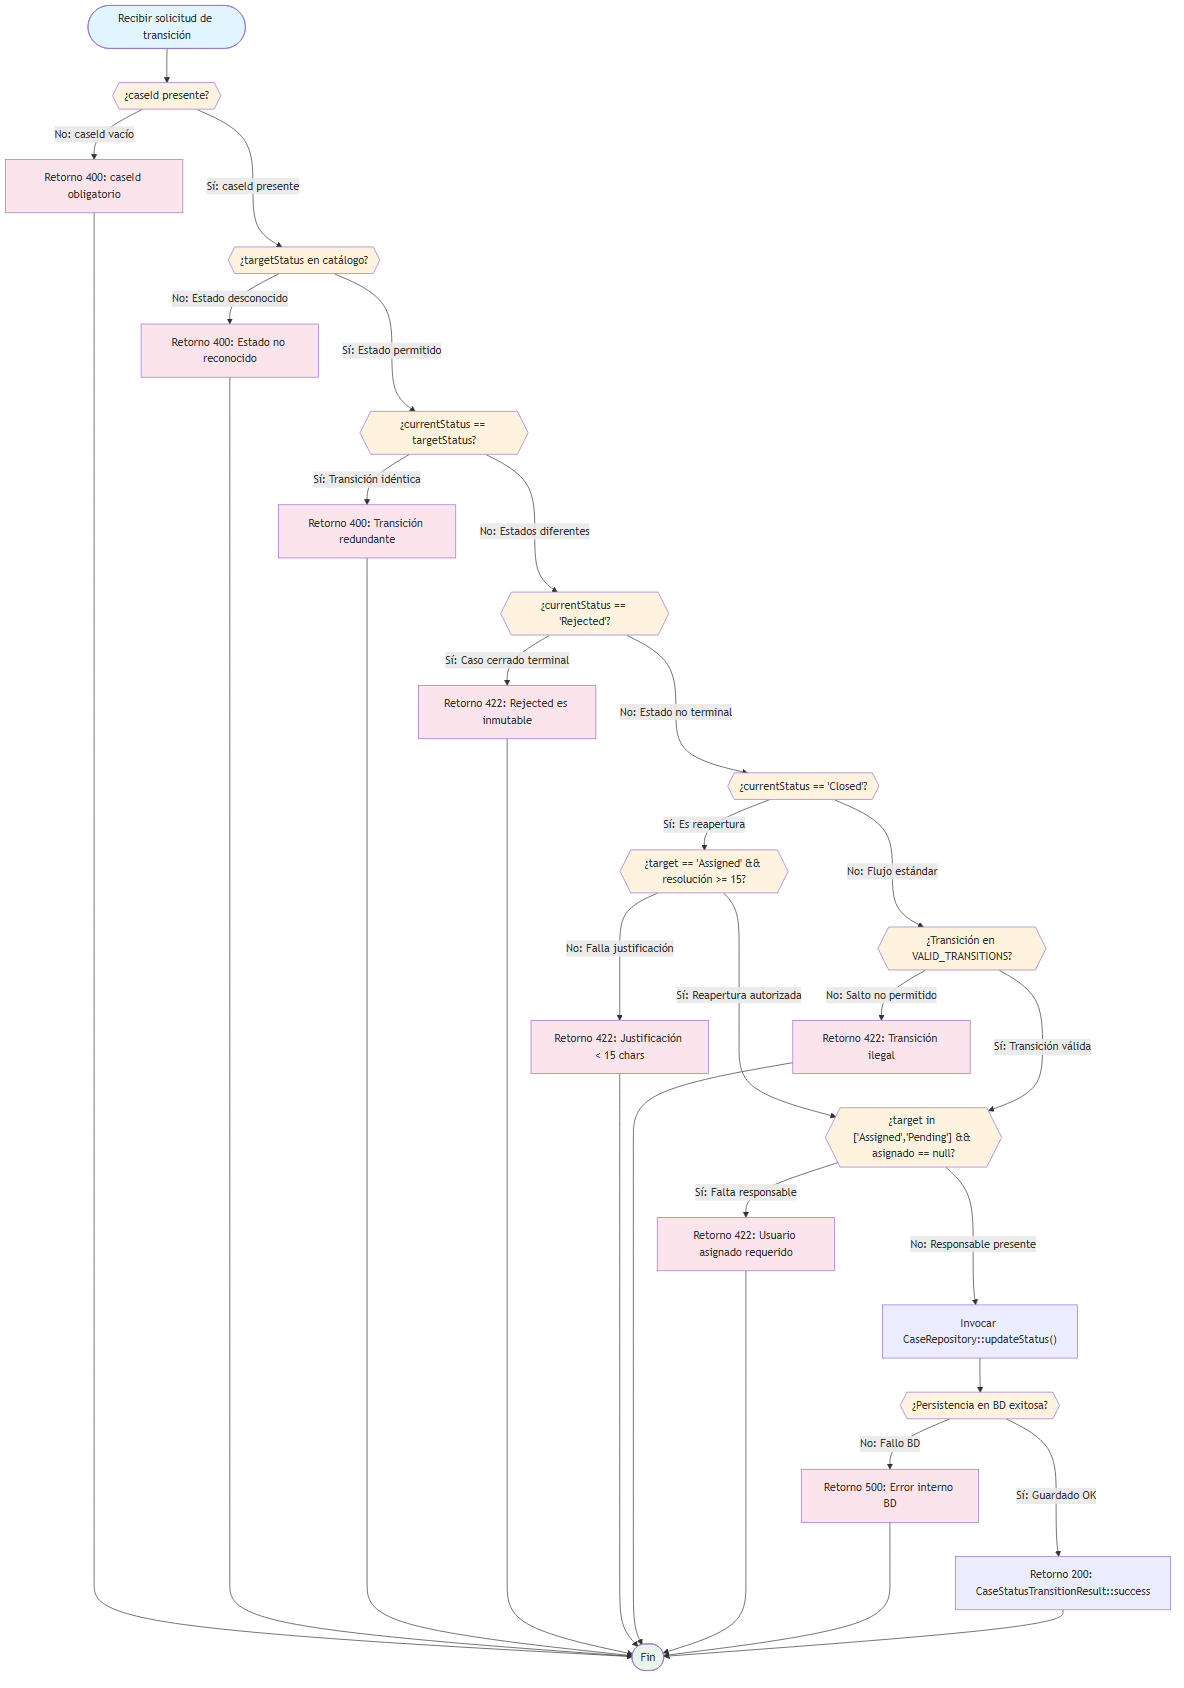 Recibir solicitud de
transición
¿caseId presente?
No: caseId vacío
Retorno 400: caseId
obligatorio
Sí: caseId presente
¿targetStatus en catálogo?
No: Estado desconocido
Retorno 400: Estado no
reconocido
Sí: Estado permitido
¿currentStatus ==
targetStatus?
Sí: Transición idéntica
Retorno 400: Transición
redundante
No: Estados diferentes
¿currentStatus ==
'Rejected'?
Sí: Caso cerrado terminal
Retorno 422: Rejected es
inmutable
No: Estado no terminal
¿currentStatus == 'Closed'?
Sí: Es reapertura
¿target == 'Assigned' &&
resolución >= 15?
No: Flujo estándar
No: Falla justificación
¿Transición en
VALID_TRANSITIONS?
Sí: Reapertura autorizada
No: Salto no permitido
Retorno 422: Justificación
< 15 chars
Retorno 422: Transición
ilegal
Sí: Transición válida
¿target in
['Assigned','Pending'] &&
asignado == null?
Sí: Falta responsable
Retorno 422: Usuario
asignado requerido
No: Responsable presente
Invocar
CaseRepository::updateStatus()
¿Persistencia en BD exitosa?
No: Fallo BD
Retorno 500: Error interno
BD
Sí: Guardado OK
Retorno 200:
CaseStatusTransitionResult::success
Fin